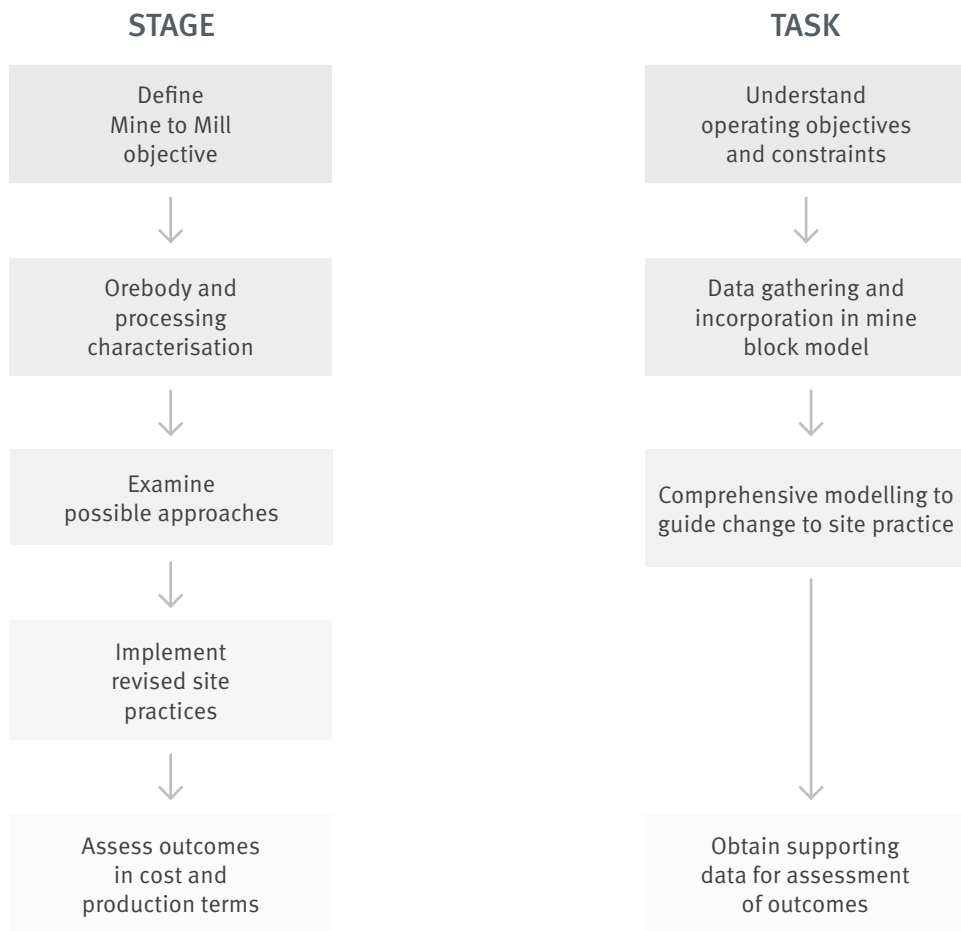 STAGE
TASK
Define
Mine to Mill
objective
Understand
operating objectives
and constraints
Orebody and
processing
characterisation
Data gathering and
incorporation in mine
block model
Examine
possible approaches
Comprehensive modelling to
guide change to site practice
Implement
revised site
practices
Assess outcomes
in cost and
production terms
Obtain supporting
data for assessment
of outcomes